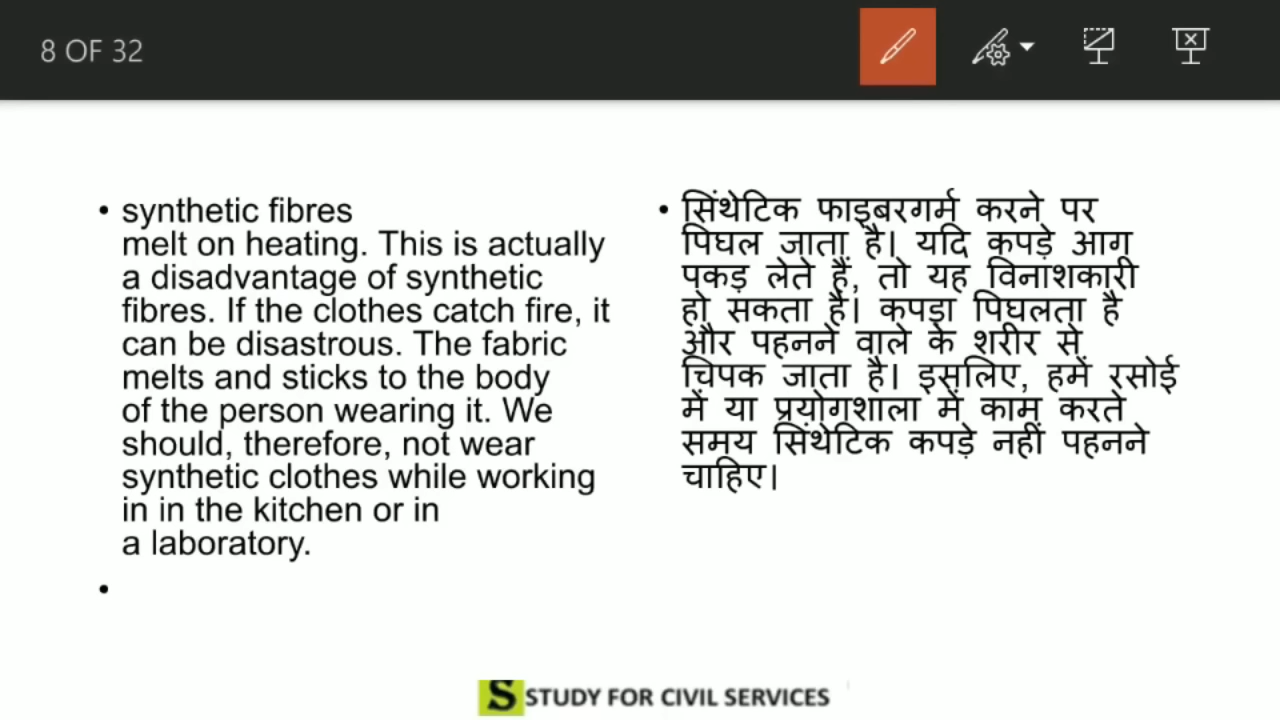 8 OF 32
• synthetic fibres
melt on heating. This is actually
a disadvantage of synthetic
fibres. If the clothes catch fire, it
can be disastrous. The fabric
melts and sticks to the body
of the person wearing it. We
should, therefore, not wear
synthetic clothes while working
in in the kitchen or in
a laboratory.
•
• सिंथेटिक फाइबरगर्म करने पर
पिघल जाता है। यदि कपड़े आग
पकड़ लेते हैं, तो यह विनाशकारी
हो सकता है। कपड़ा पिघलता है
और पहनने वाले के शरीर से
चिपक जाता है। इसलिए, हमें रसोई
में या प्रयोगशाला में काम करते
समय सिंथेटिक कपड़े नहीं पहनने
चाहिए।
S STUDY FOR CIVIL SERVICES